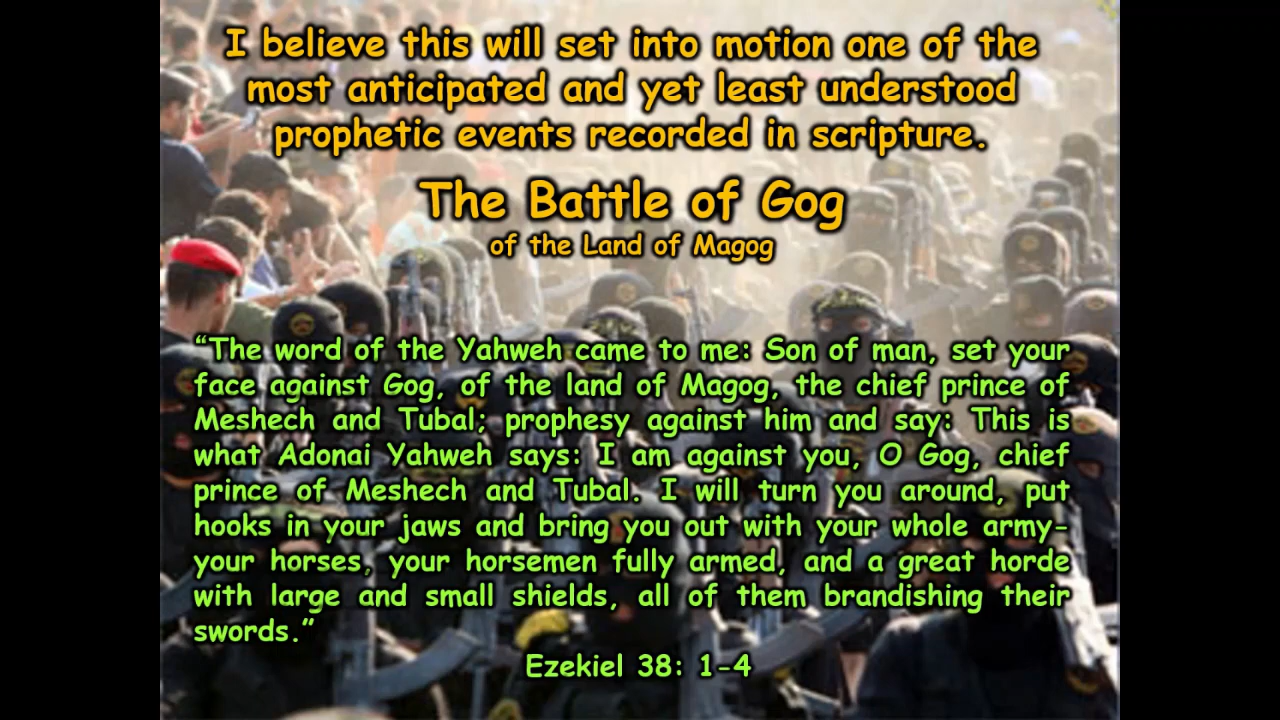 I believe this will set into motion one of the
most anticipated and yet least understood
prophetic events recorded in scripture.
The Battle of Gog
of the Land of Magog
“The word of the Yahweh came to me: Son of man, set your
face against Gog, of the land of Magog, the chief prince of
Meshech and Tubal; prophesy against him and say: This is
what Adonai Yahweh says: I am against you, O Gog, chief
prince of Meshech and Tubal. I will turn you around, put
hooks in your jaws and bring you out with your whole army-
your horses, your horsemen fully armed, and a great horde
with large and small shields, all of them brandishing their
swords.”
Ezekiel 38: 1-4